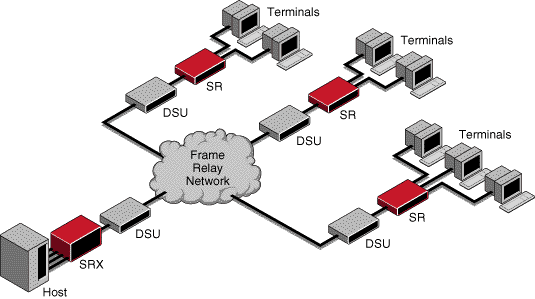 Terminals
SR
DSU
Terminals
SR
DSU
Terminals
SR
DSU
Frame
Relay
Network
DSU
SRX
Host